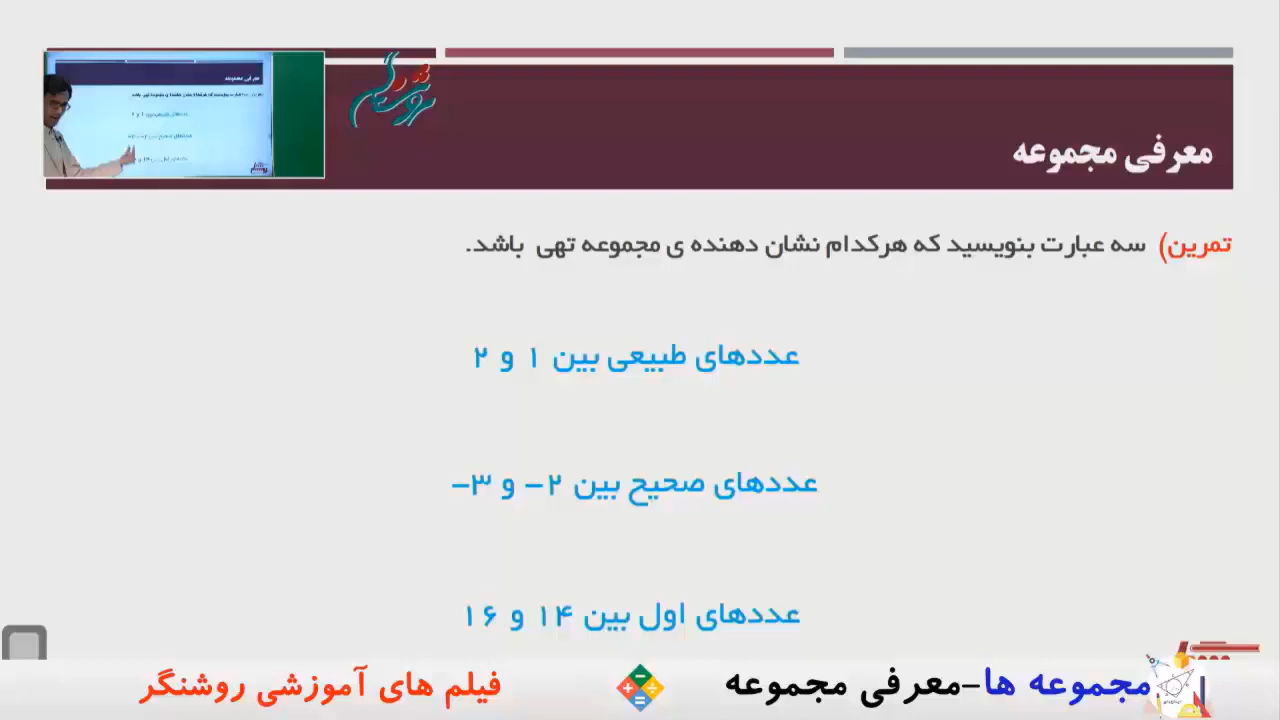 معرفی مجموعه
تمرین) سه عبارت بنویسید که هرکدام نشان دهنده ی مجموعه تهی باشد.
عددهای طبیعی بین ۱ و ۲
عددهای صحیح بین ۲- و ۳-
عددهای اول بین ۱۴ و ۱۶
مجموعه ها-معرفی مجموعه
فیلم های آموزشی روشنگر